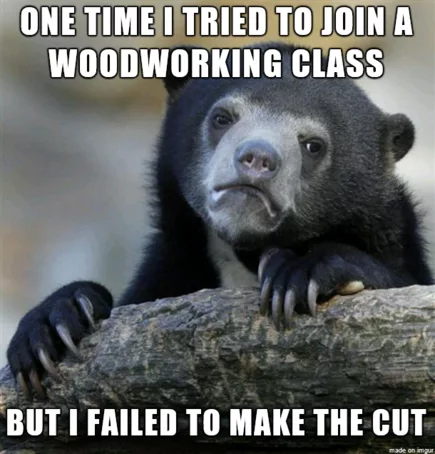 ONE TIME I TRIED TO JOIN A
WOODWORKING CLASS
BUT I FAILED TO MAKE THE CUT
made on imgur